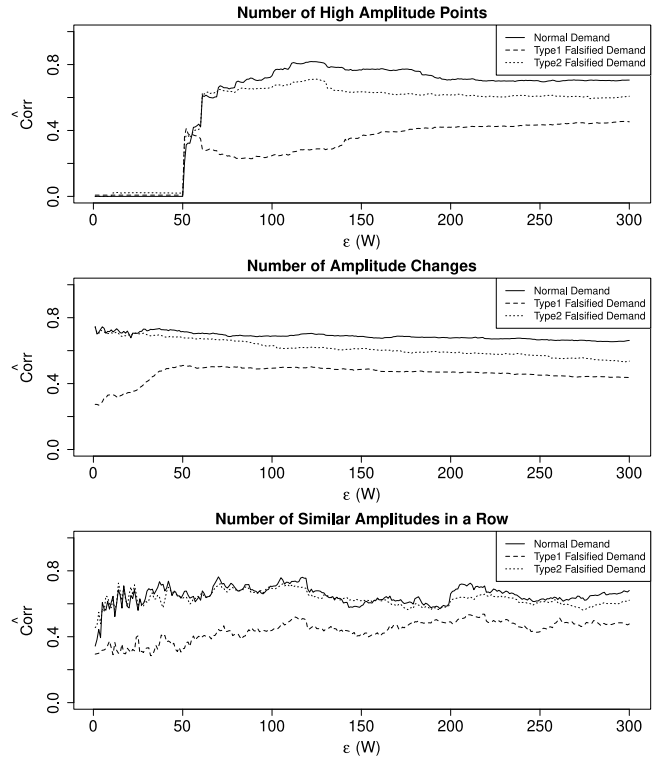 Number of High Amplitude Points
Normal Demand
Type1 Falsified Demand
Type2 Falsified Demand
0.8
0.4
0.0
Corr^
0 50 100 150 200 250 300
ε (W)
Number of Amplitude Changes
Normal Demand
Type1 Falsified Demand
Type2 Falsified Demand
0.8
0.4
0.0
Corr^
0 50 100 150 200 250 300
ε (W)
Number of Similar Amplitudes in a Row
Normal Demand
Type1 Falsified Demand
Type2 Falsified Demand
0.8
0.4
0.0
Corr^
0 50 100 150 200 250 300
ε (W)